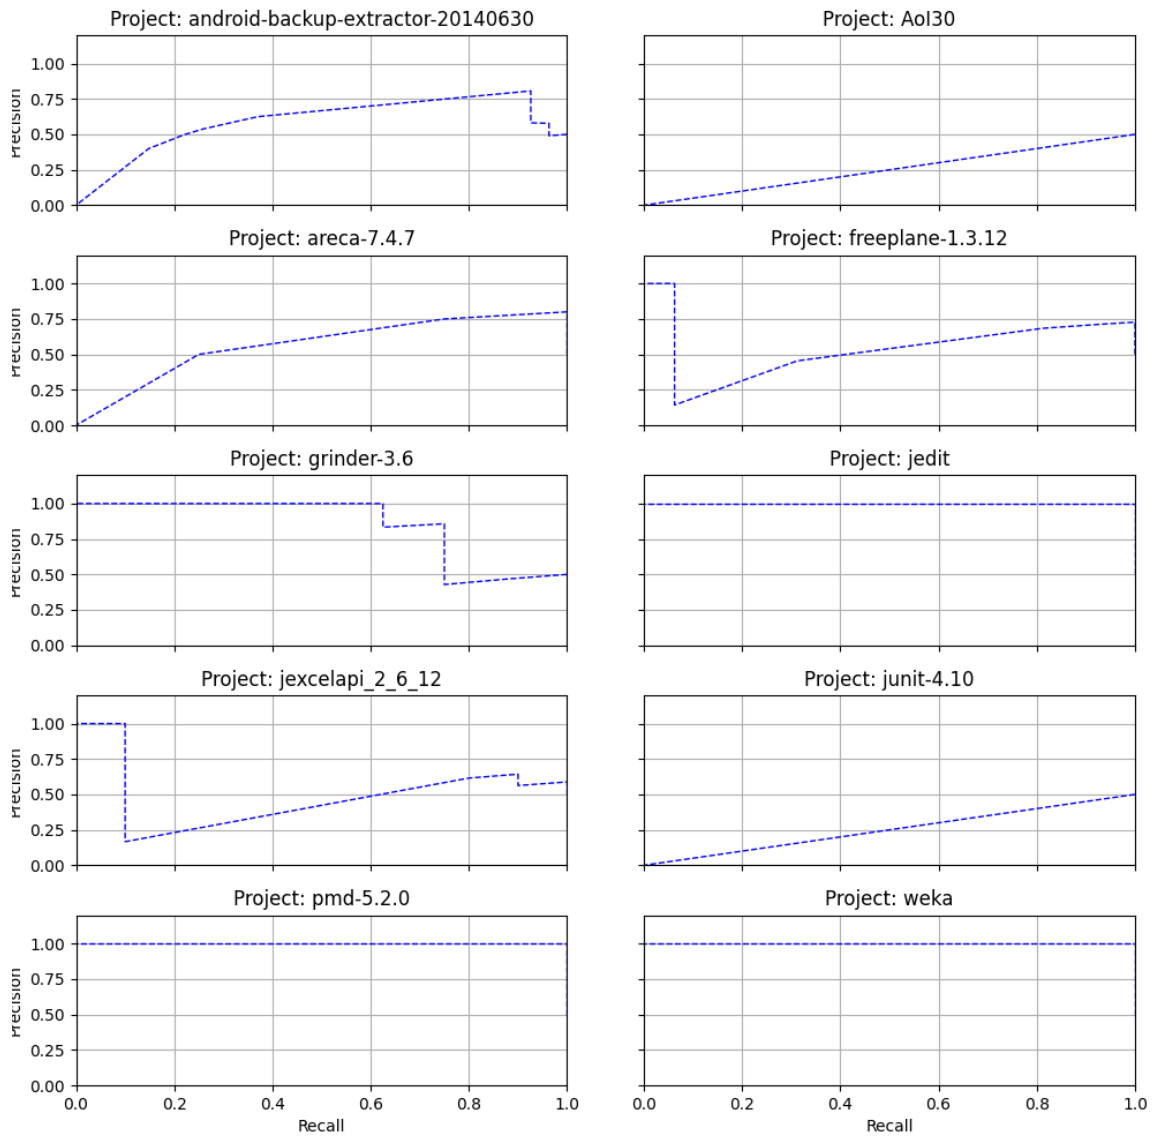 Project: android-backup-extractor-20140630
Project: AoI30
1.00
0.75
0.50
0.25
0.00
Precision
Project: areca-7.4.7
Project: freeplane-1.3.12
1.00
0.75
0.50
0.25
0.00
Precision
Project: grinder-3.6
Project: jedit
1.00
0.75
0.50
0.25
0.00
Precision
Project: jexcelapi_2_6_12
Project: junit-4.10
1.00
0.75
0.50
0.25
0.00
Precision
Project: pmd-5.2.0
Project: weka
1.00
0.75
0.50
0.25
0.00
Precision
0.0 0.2 0.4 0.6 0.8 1.0
Recall
0.0 0.2 0.4 0.6 0.8 1.0
Recall